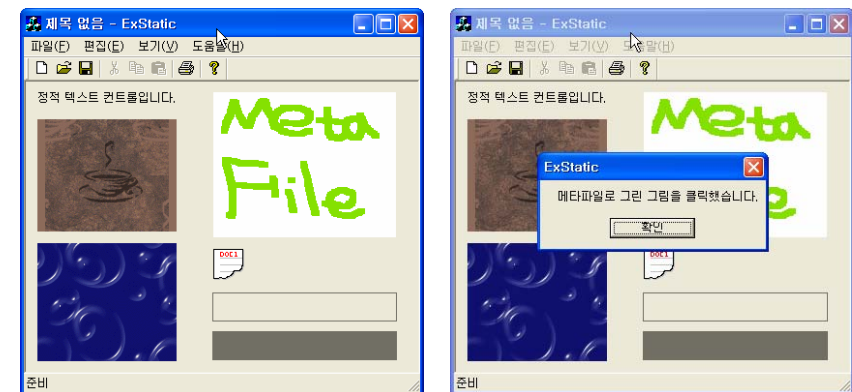 제목 없음 - ExStatic
파일(F) 편집(E) 보기(V) 도움말(H)
정적 텍스트 컨트롤입니다.
Meta
File
DOC1
준비
제목 없음 - ExStatic
파일(F) 편집(E) 보기(V) 도움말(H)
정적 텍스트 컨트롤입니다.
Meta
ExStatic
메타파일로 그린 그림을 클릭했습니다.
확인
DOC1
준비